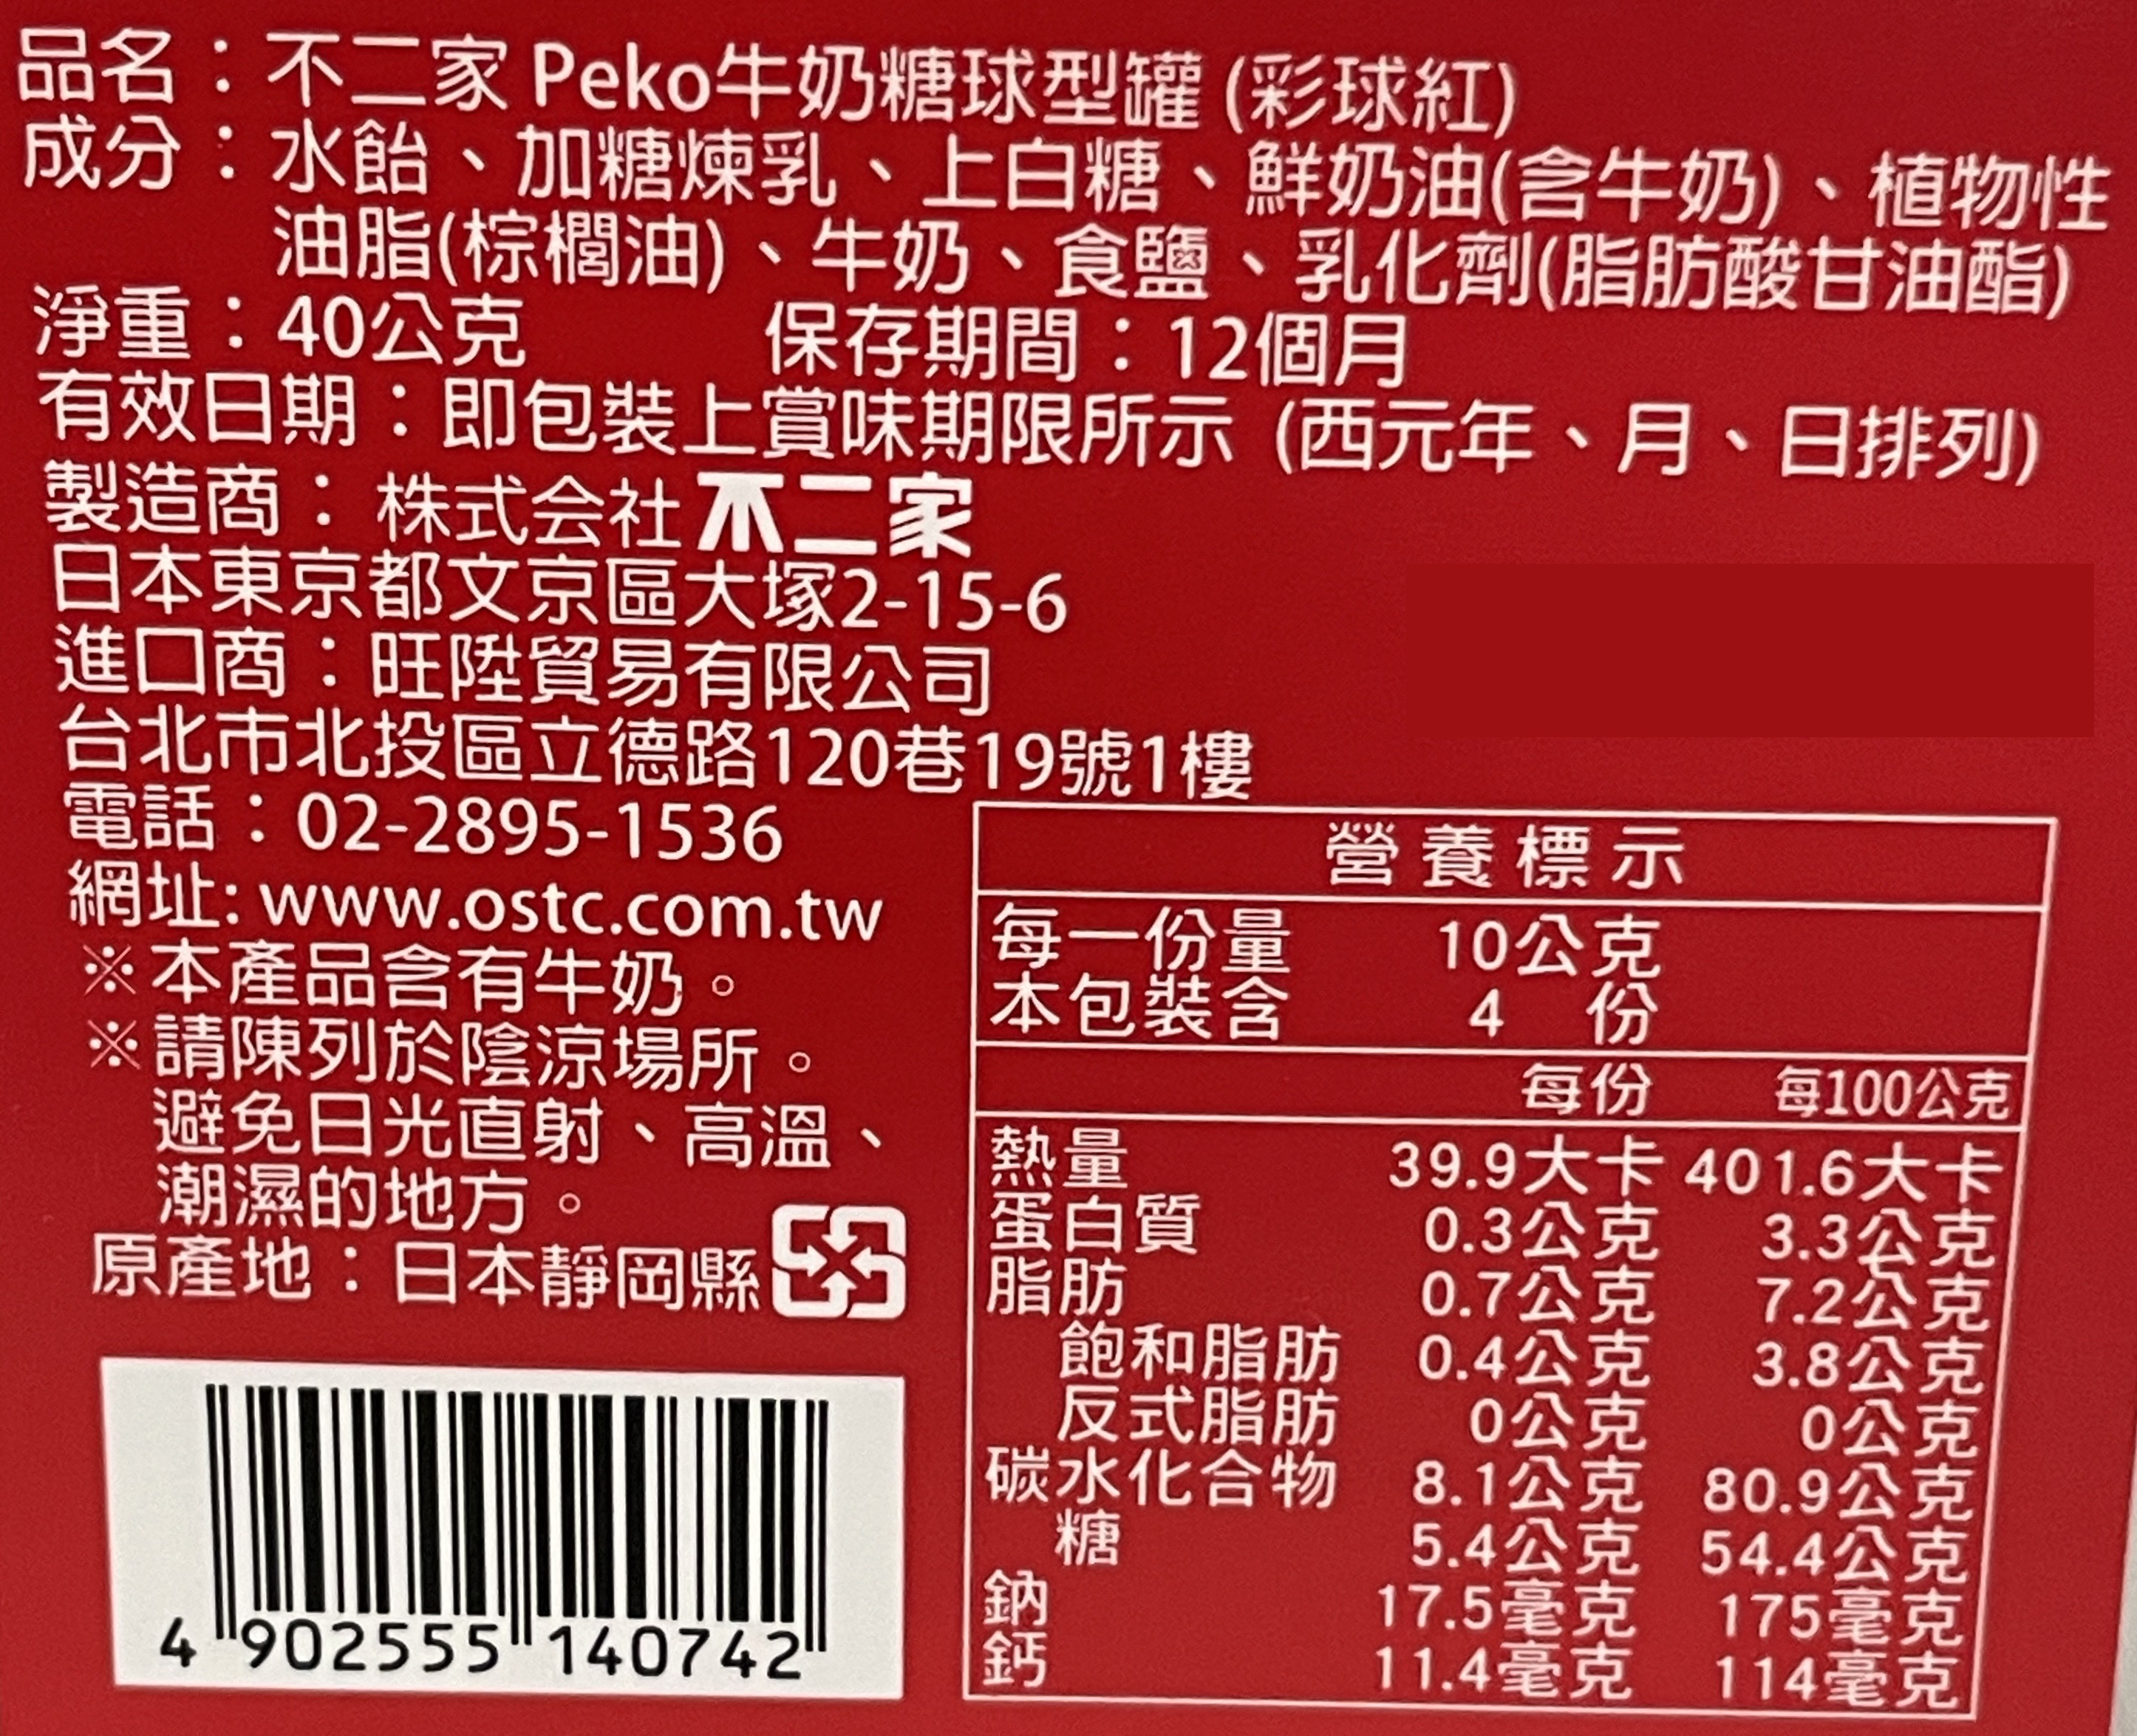 品名：不二家 Peko牛奶糖球型罐 (彩球紅)
成分：水飴、加糖煉乳、上白糖、鮮奶油(含牛奶)、植物性
油脂(棕櫚油)、牛奶、食鹽、乳化劑(脂肪酸甘油酯)
淨重：40公克 保存期間：12個月
有效日期：即包裝上賞味期限所示 (西元年、月、日排列)
製造商：株式会社不二家
日本東京都文京區大塚2-15-6
進口商：旺陞貿易有限公司
台北市北投區立德路120巷19號1樓
電話：02-2895-1536
網址: www.ostc.com.tw
※本產品含有牛奶。
※請陳列於陰涼場所。
避免日光直射、高溫、
潮濕的地方。
原產地：日本靜岡縣
4 902555 140742
營養標示
每一份量 10公克
本包裝含 4 份
每份 每100公克
熱量 39.9大卡 401.6大卡
蛋白質 0.3公克 3.3公克
脂肪 0.7公克 7.2公克
飽和脂肪 0.4公克 3.8公克
反式脂肪 0公克 0公克
碳水化合物 8.1公克 80.9公克
糖 5.4公克 54.4公克
鈉 17.5毫克 175毫克
鈣 11.4毫克 114毫克